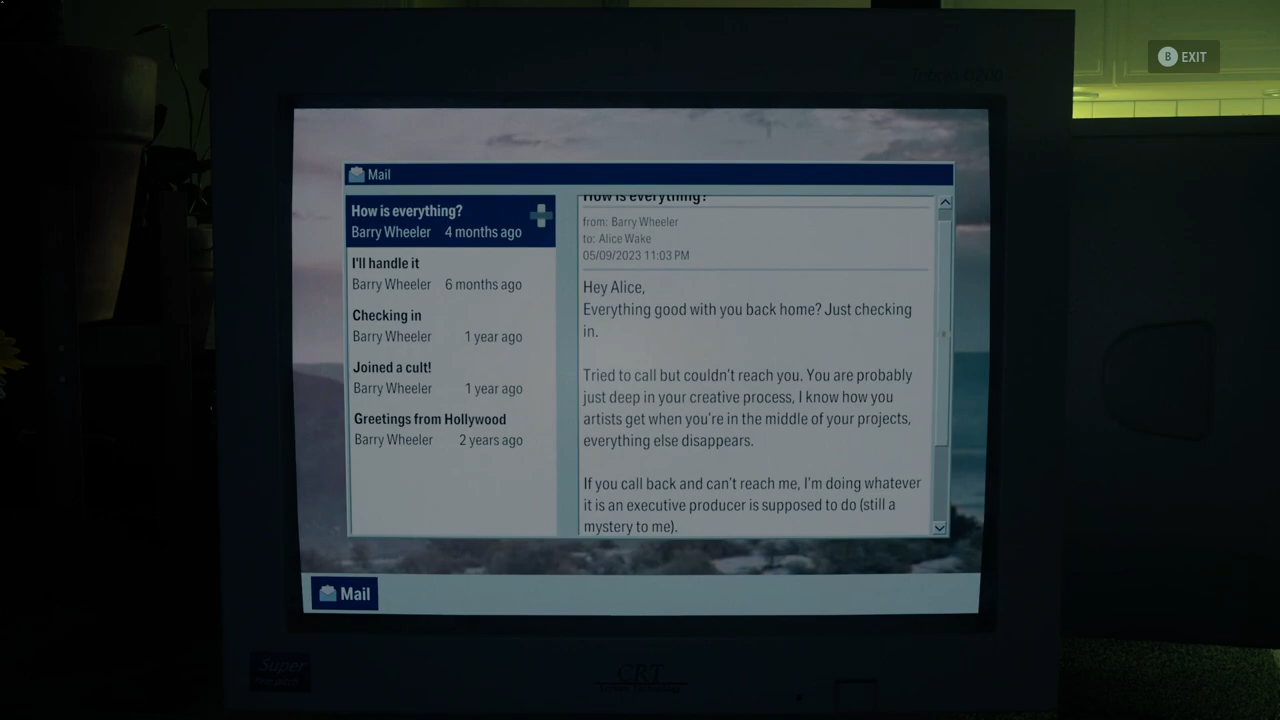 B EXIT
Mail
How is everything?
Barry Wheeler 4 months ago
I'll handle it
Barry Wheeler 6 months ago
Checking in
Barry Wheeler 1 year ago
Joined a cult!
Barry Wheeler 1 year ago
Greetings from Hollywood
Barry Wheeler 2 years ago
How is everything?
from: Barry Wheeler
to: Alice Wake
05/09/2023 11:03 PM
Hey Alice,
Everything good with you back home? Just checking
in.
Tried to call but couldn't reach you. You are probably
just deep in your creative process, I know how you
artists get when you're in the middle of your projects,
everything else disappears.
If you call back and can't reach me, I'm doing whatever
it is an executive producer is supposed to do (still a
mystery to me).
Mail
Super
CRT